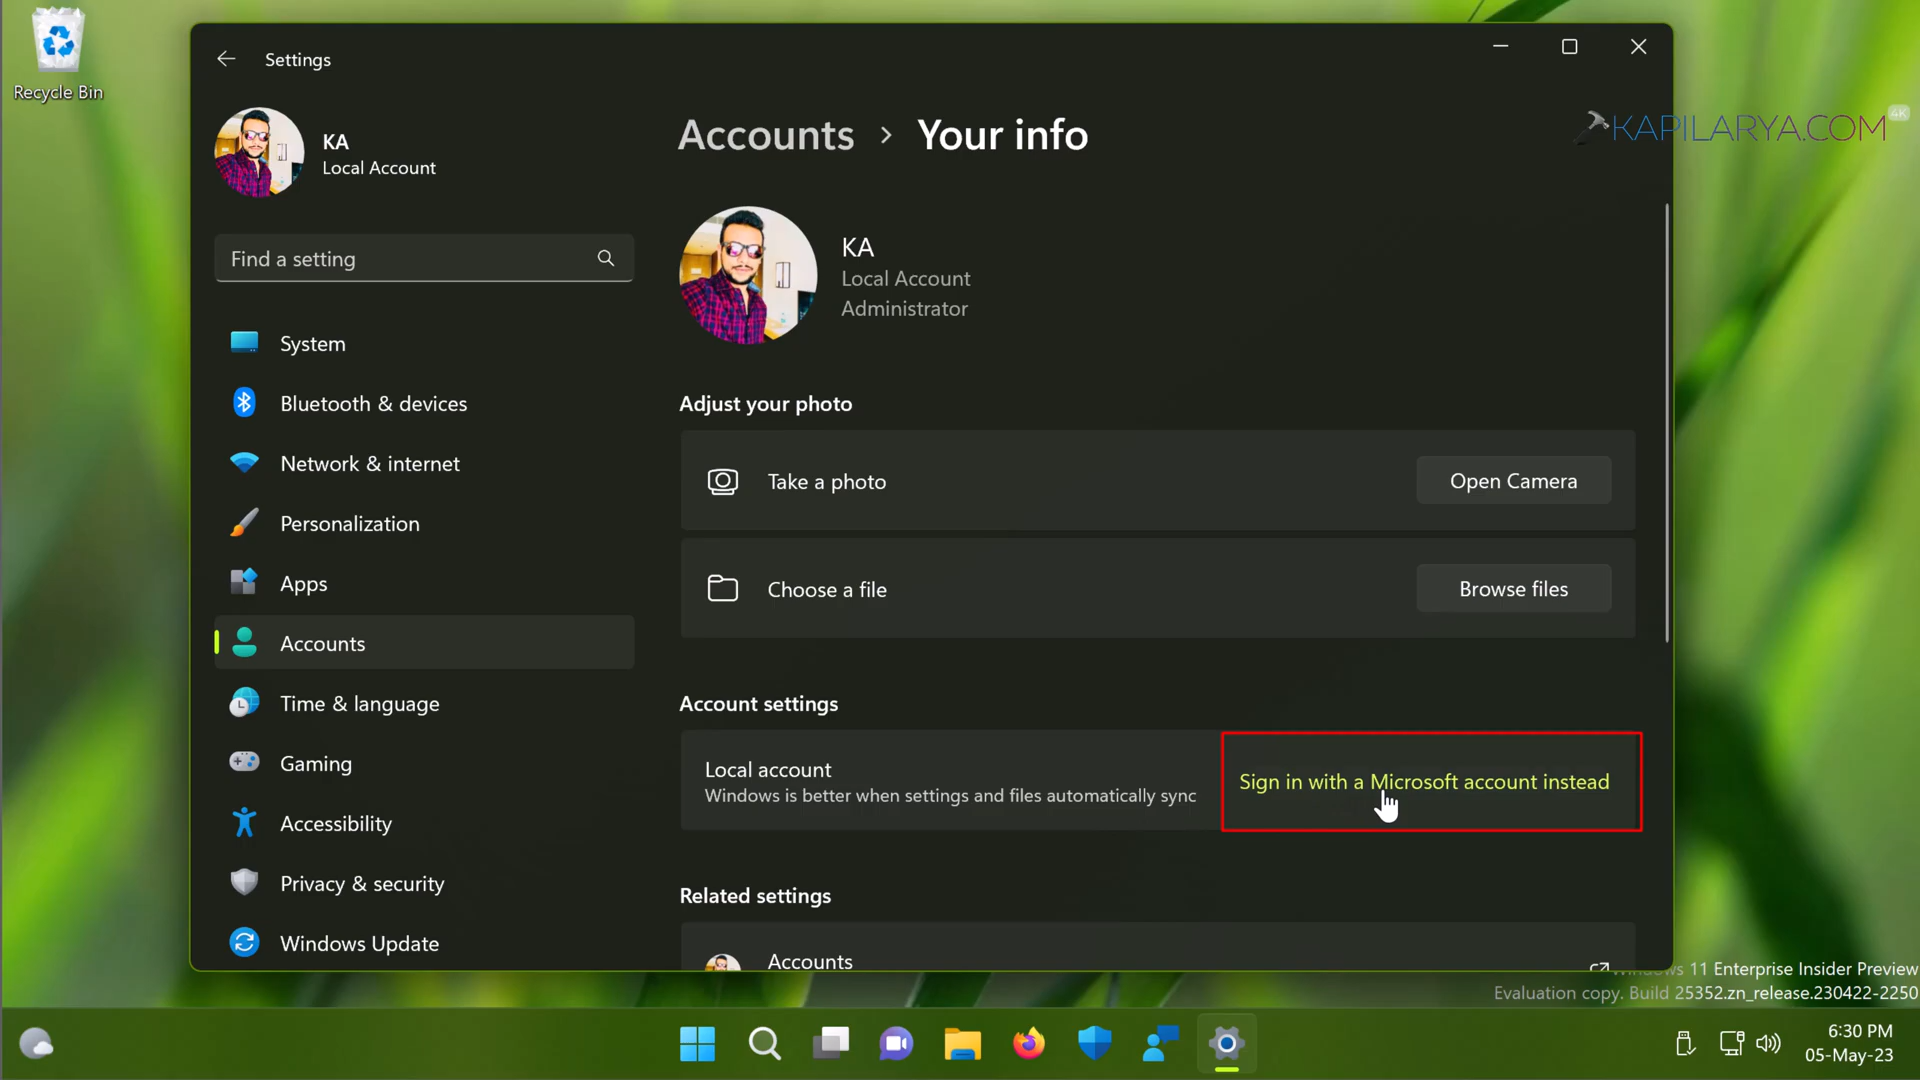 Recycle Bin
Settings
KA
Local Account
Find a setting
System
Bluetooth & devices
Network & internet
Personalization
Apps
Accounts
Time & language
Gaming
Accessibility
Privacy & security
Windows Update
Accounts > Your info
KAPILARYA.COM
4K
KA
Local Account
Administrator
Adjust your photo
Take a photo
Open Camera
Choose a file
Browse files
Account settings
Local account
Windows is better when settings and files automatically sync
Sign in with a Microsoft account instead
Related settings
Accounts
Windows 11 Enterprise Insider Preview
Evaluation copy. Build 25352.zn_release.230422-2250
6:30 PM
05-May-23